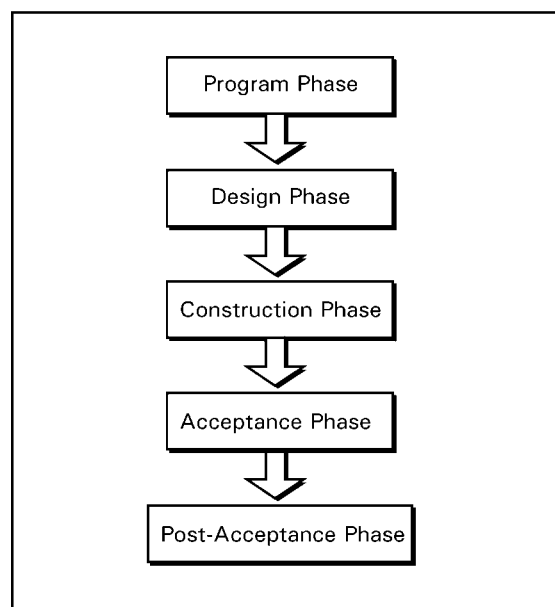 Program Phase
Design Phase
Construction Phase
Acceptance Phase
Post-Acceptance Phase